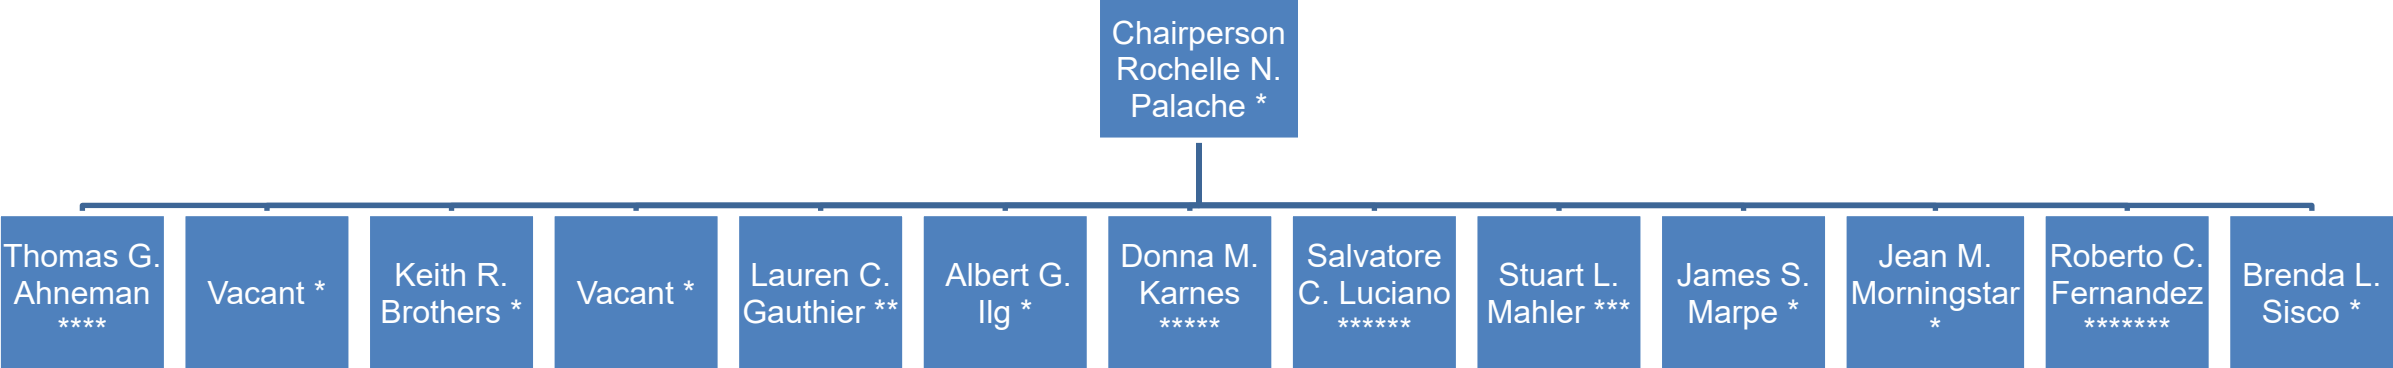 Chairperson
Rochelle N.
Palache *
Thomas G.
Ahneman
****
Vacant *
Keith R.
Brothers *
Vacant *
Lauren C.
Gauthier **
Albert G.
Ilg *
Donna M.
Karnes
*****
Salvatore
C. Luciano
******
Stuart L.
Mahler ***
James S.
Marpe *
Jean M.
Morningstar
*
Roberto C.
Fernandez
*******
Brenda L.
Sisco *